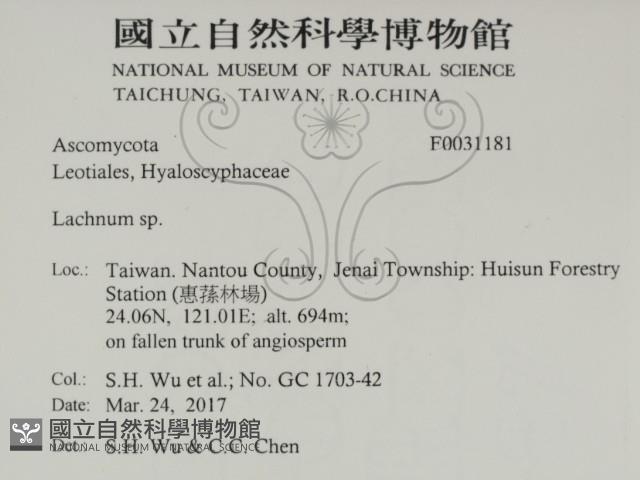 國立自然科學博物館
NATIONAL MUSEUM OF NATURAL SCIENCE
TAICHUNG, TAIWAN, R.O.CHINA
Ascomycota F0031181
Leotiales, Hyaloscyphaceae
Lachnum sp.
Loc.: Taiwan. Nantou County, Jenai Township: Huisun Forestry
Station (惠蓀林場)
24.06N, 121.01E; alt. 694m;
on fallen trunk of angiosperm
Col.: S.H. Wu et al.; No. GC 1703-42
Date: Mar. 24, 2017
國立自然科學博物館
NATIONAL MUSEUM OF NATURAL SCIENCE
S.H. Wu & C.C. Chen